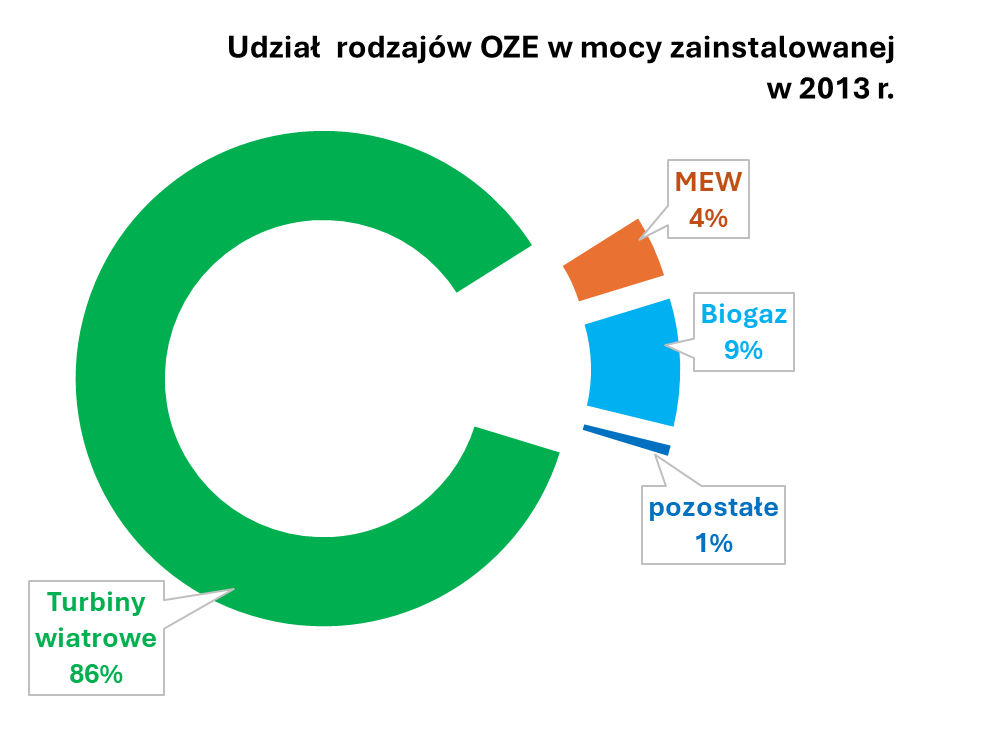 Udział  rodzajów OZE w mocy zainstalowanej
w 2013 r.
MEW
4%
Biogaz
9%
pozostałe
1%
Turbiny
wiatrowe
86%